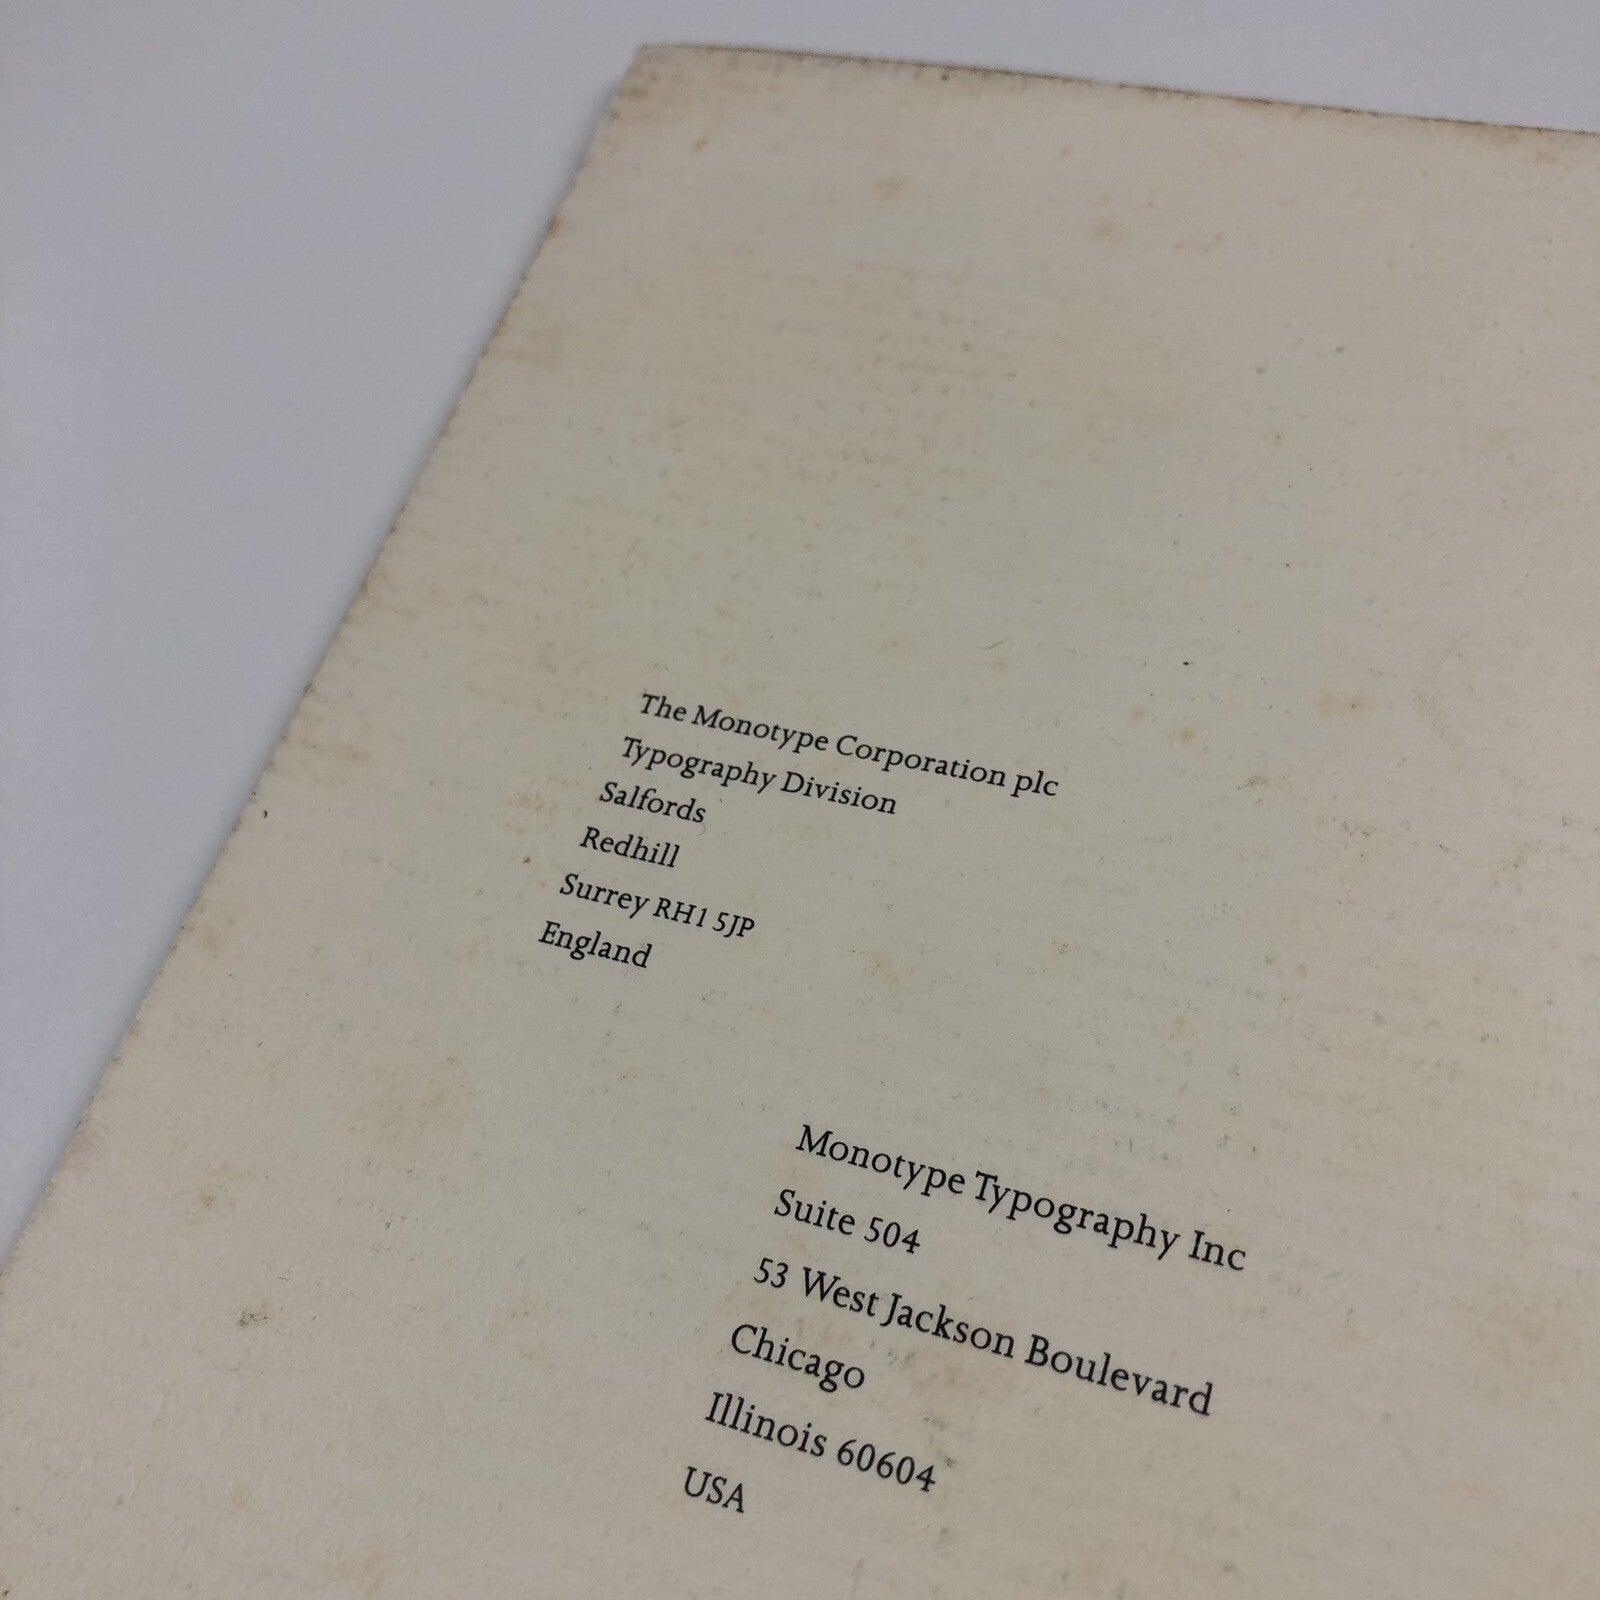 The Monotype Corporation plc
Typography Division
Salfords
Redhill
Surrey RH1 5JP
England
Monotype Typography Inc
Suite 504
53 West Jackson Boulevard
Chicago
Illinois 60604
USA